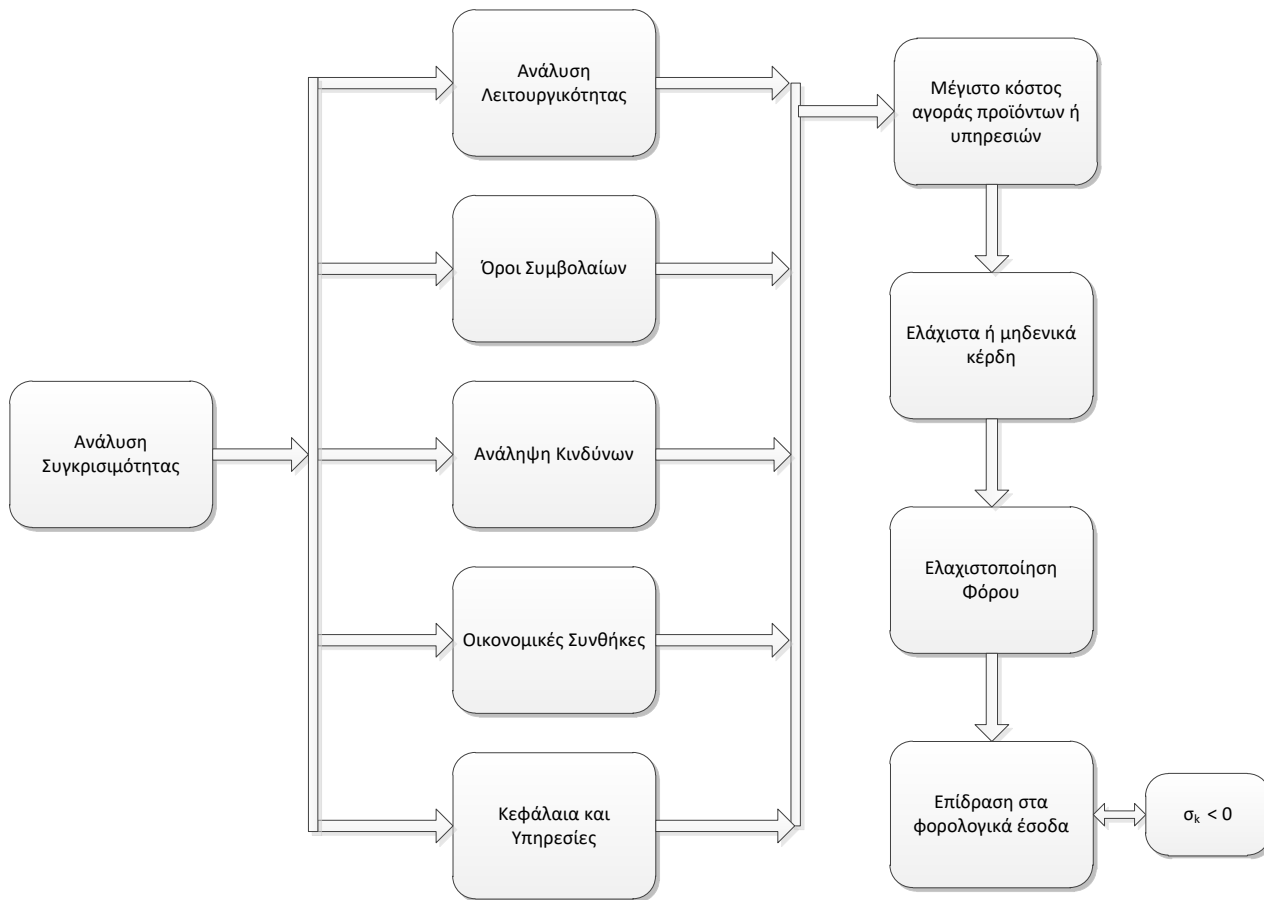 Ανάλυση
Συγκρισιμότητας
Ανάλυση
Λειτουργικότητας
Όροι Συμβολαίων
Ανάληψη Κινδύνων
Οικονομικές Συνθήκες
Κεφάλαια και
Υπηρεσίες
Μέγιστο κόστος
αγοράς προϊόντων ή
υπηρεσιών
Ελάχιστα ή μηδενικά
κέρδη
Ελαχιστοποίηση
Φόρου
Επίδραση στα
φορολογικά έσοδα
σₖ < 0